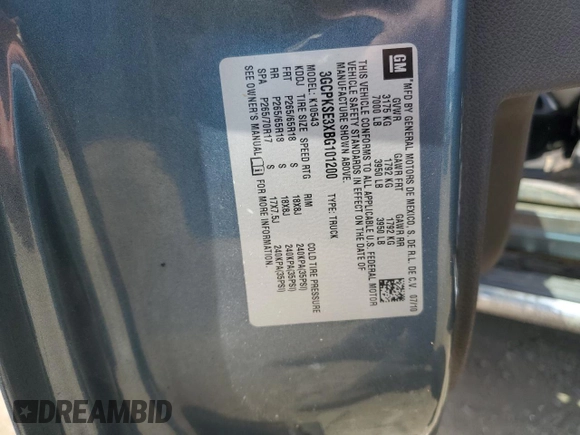 GM
*MFD BY GENERAL MOTORS DE MEXICO, S. DE R.L. DE C.V. 07/10
GVWR GAWR FRT GAWR RR
3175 KG 1792 KG 1792 KG
7000 LB 3950 LB 3950 LB
THIS VEHICLE CONFORMS TO ALL APPLICABLE U.S. FEDERAL MOTOR
VEHICLE SAFETY STANDARDS IN EFFECT ON THE DATE OF
MANUFACTURE SHOWN ABOVE.
3GCPKSE3XBG101200 TYPE: TRUCK
MODEL: K10543
KDDJ TIRE SIZE SPEED RTG RIM COLD TIRE PRESSURE
FRT P265/65R18 S 18X8J 240KPA(35PSI)
RR P265/65R18 S 18X8J 240KPA(35PSI)
SPA P265/70R17 S 17X7.5J 240KPA(35PSI)
SEE OWNER'S MANUAL FOR MORE INFORMATION.
DREAMBID